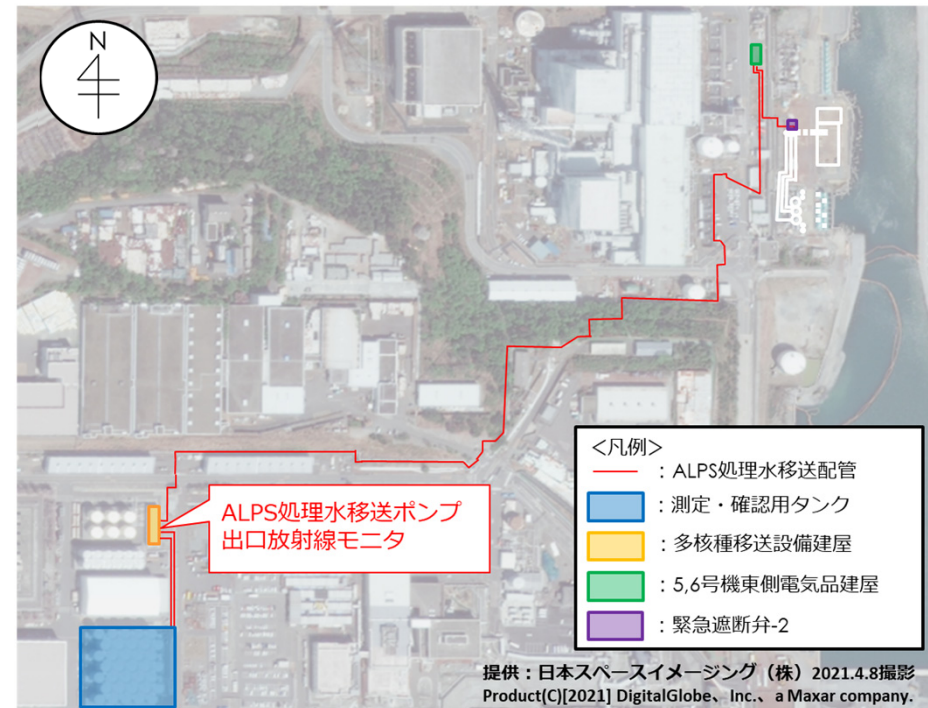 N
ALPS処理水移送ポンプ
出口放射線モニタ
<凡例>
：ALPS処理水移送配管
：測定・確認用タンク
：多核種移送設備建屋
：5,6号機東側電気品建屋
：緊急遮断弁-2
提供：日本スペースイメージング（株）2021.4.8撮影
Product(C)[2021] DigitalGlobe、Inc.、a Maxar company.